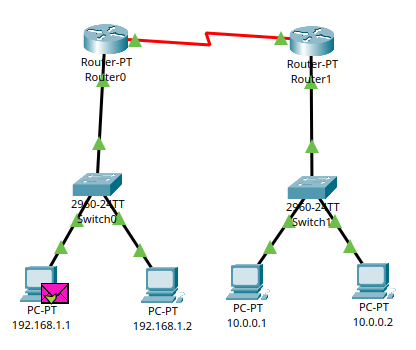 Router-PT
Router0
Router-PT
Router1
2960-24TT
Switch0
2960-24TT
Switch1
PC-PT
192.168.1.1
PC-PT
192.168.1.2
PC-PT
10.0.0.1
PC-PT
10.0.0.2